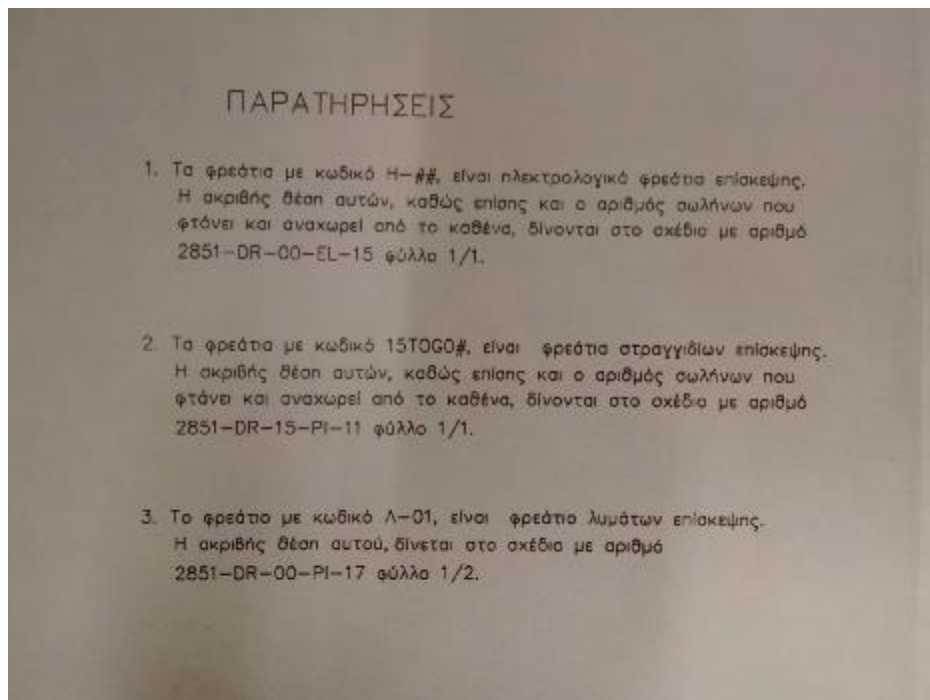 ΠΑΡΑΤΗΡΗΣΕΙΣ
1. Τα φρεάτια με κωδικό Η-##, είναι ηλεκτρολογικά φρεάτια επίσκεψης.
Η ακριβής θέση αυτών, καθώς επίσης και ο αριθμός σωλήνων που
φτάνει και αναχωρεί από το καθένα, δίνονται στο σχέδιο με αριθμό
2851-DR-00-EL-15 φύλλο 1/1.
2. Τα φρεάτια με κωδικό 15TOG0#, είναι φρεάτια στραγγιδίων επίσκεψης.
Η ακριβής θέση αυτών, καθώς επίσης και ο αριθμός σωλήνων που
φτάνει και αναχωρεί από το καθένα, δίνονται στο σχέδιο με αριθμό
2851-DR-15-PI-11 φύλλο 1/1.
3. Το φρεάτιο με κωδικό Λ-01, είναι φρεάτιο λυμάτων επίσκεψης.
Η ακριβής θέση αυτού, δίνεται στο σχέδιο με αριθμό
2851-DR-00-PI-17 φύλλο 1/2.